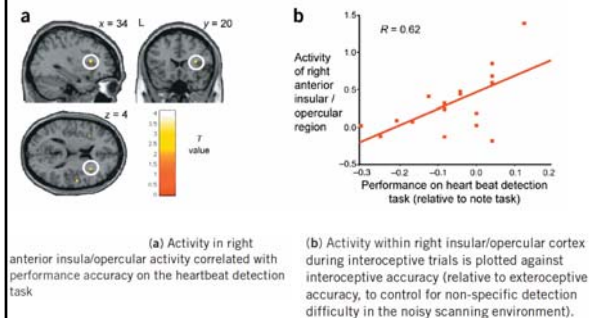 a
x = 34 L y = 20
z = 4
4
3.5
3
2.5
2
1.5
1
0.5
0
T
value
b
1.5
R = 0.62
Activity
of right
anterior
insular /
opercular
region
1.0
0.5
0.0
−0.5
−0.3 −0.2 −0.1 0.0 0.1 0.2
Performance on heart beat detection
task (relative to note task)
(a) Activity in right
anterior insula/opercular activity correlated with
performance accuracy on the heartbeat detection
task
(b) Activity within right insular/opercular cortex
during interoceptive trials is plotted against
interoceptive accuracy (relative to exteroceptive
accuracy, to control for non-specific detection
difficulty in the noisy scanning environment).